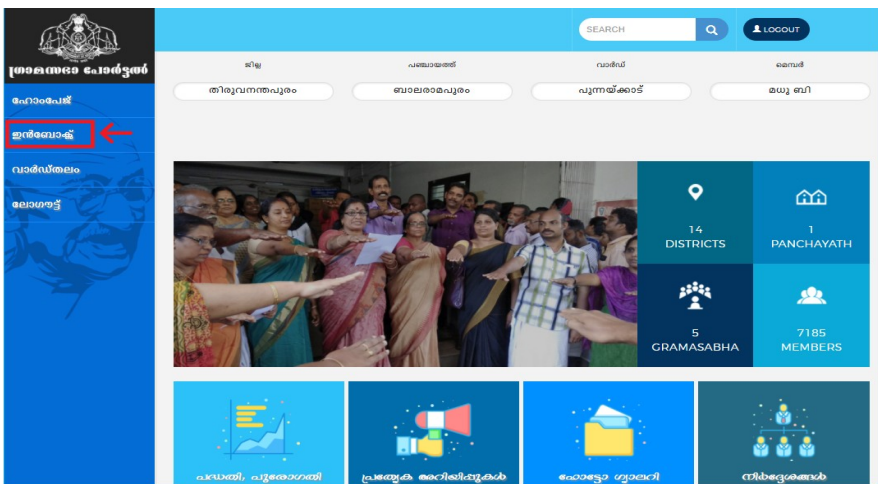 SEARCH
LOGOUT
ഗ്രാമസഭാ പോർട്ടൽ
ജില്ല
പഞ്ചായത്ത്
വാർഡ്
മെമ്പർ
തിരുവനന്തപുരം
ബാലരാമപുരം
പുന്നയ്ക്കാട്
മധു ബി
ഹോംപേജ്
ഇൻബോക്സ്
വാർഡ്തലം
ലോഗൗട്ട്
14
DISTRICTS
1
PANCHAYATH
5
GRAMASABHA
7185
MEMBERS
പദ്ധതി, പുരോഗതി
പ്രത്യേക അറിയിപ്പുകൾ
ഫോട്ടോ ഗ്യാലറി
നിർദ്ദേശങ്ങൾ